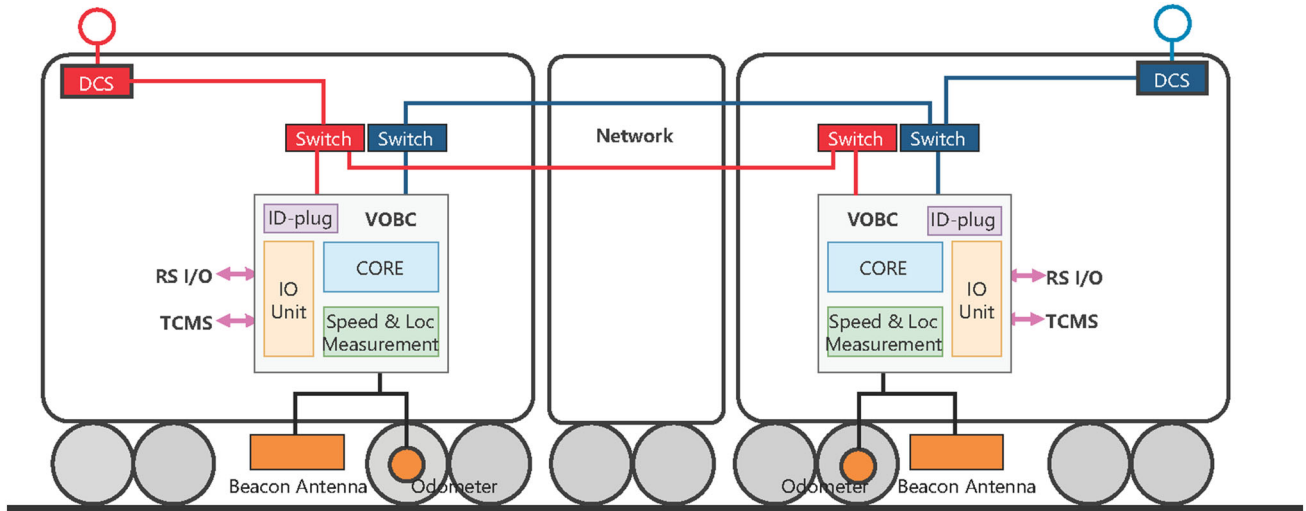 DCS
DCS
Switch
Switch
Network
Switch
Switch
ID-plug
VOBC
VOBC
ID-plug
CORE
CORE
RS I/O
IO
Unit
IO
Unit
RS I/O
TCMS
Speed & Loc
Measurement
Speed & Loc
Measurement
TCMS
Beacon Antenna
Odometer
Odometer
Beacon Antenna